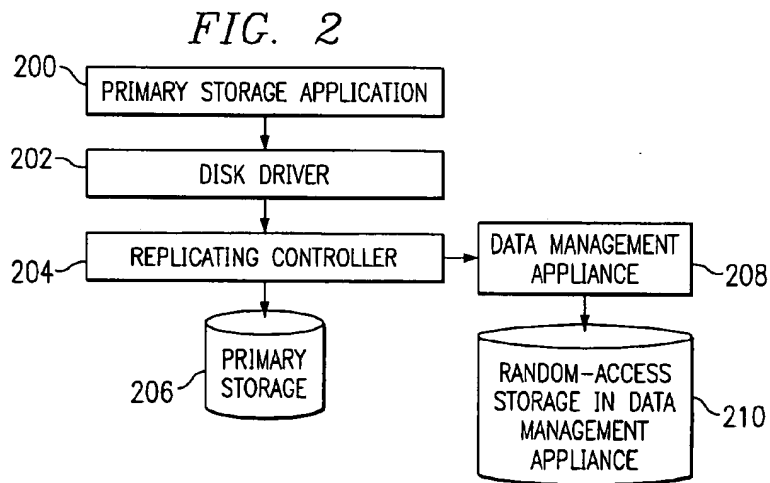 FIG. 2
200
PRIMARY STORAGE APPLICATION
202
DISK DRIVER
204
REPLICATING CONTROLLER
DATA MANAGEMENT
APPLIANCE
208
206
PRIMARY
STORAGE
RANDOM-ACCESS
STORAGE IN DATA
MANAGEMENT
APPLIANCE
210